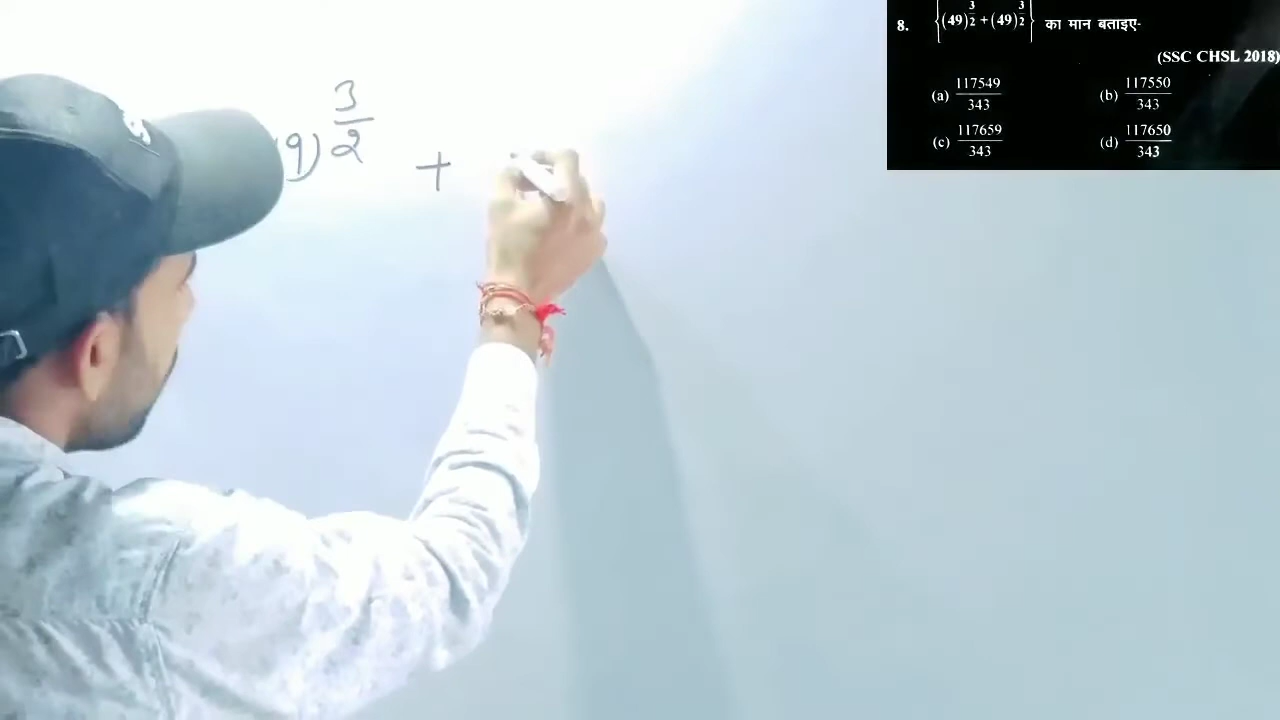 8. {(49)^{3/2} + (49)^{3/2}} का मान बताइए-
(SSC CHSL 2018)
(a) 117549/343 (b) 117550/343
(c) 117659/343 (d) 117650/343
9)^{3/2} +